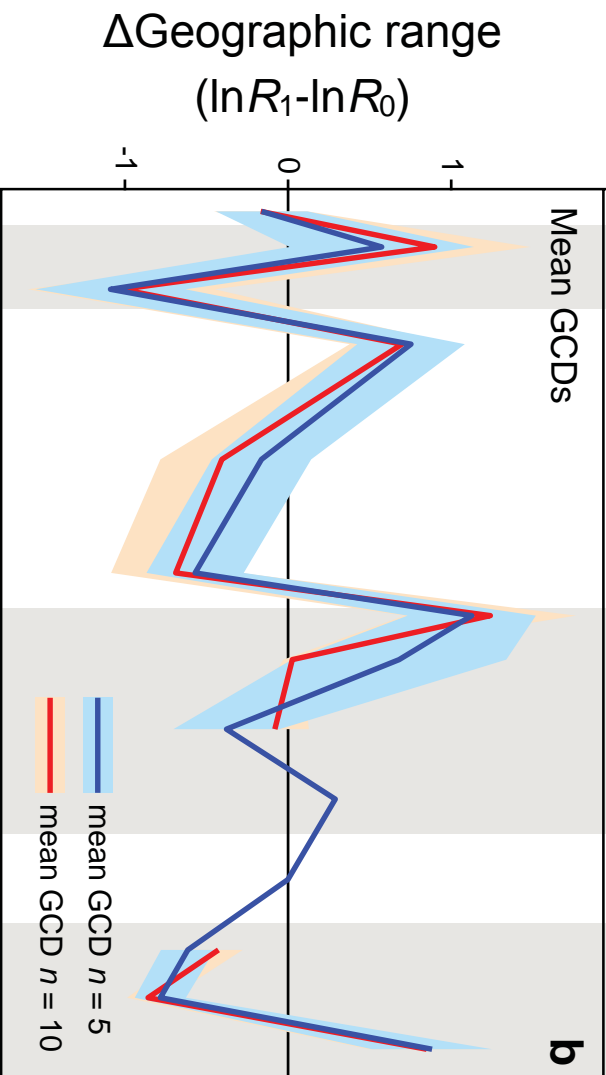 ΔGeographic range
(lnR₁-lnR₀)
-1
0
1
Mean GCDs
b
mean GCD n = 5
mean GCD n = 10